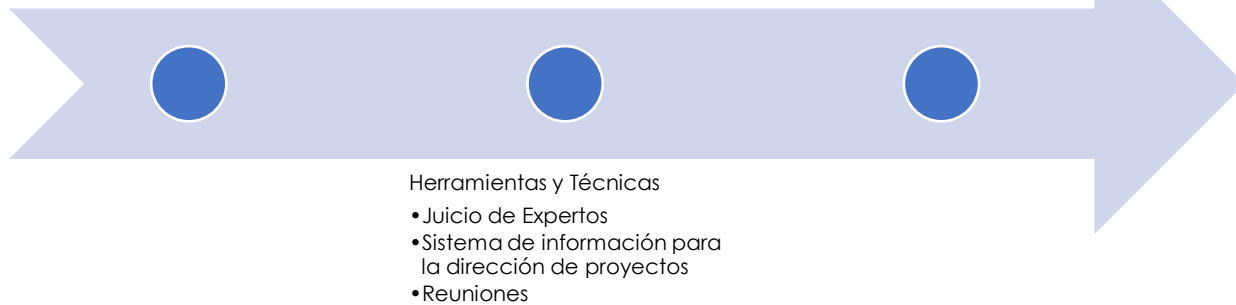 Herramientas y Técnicas
•Juicio de Expertos
•Sistema de información para
la dirección de proyectos
•Reuniones